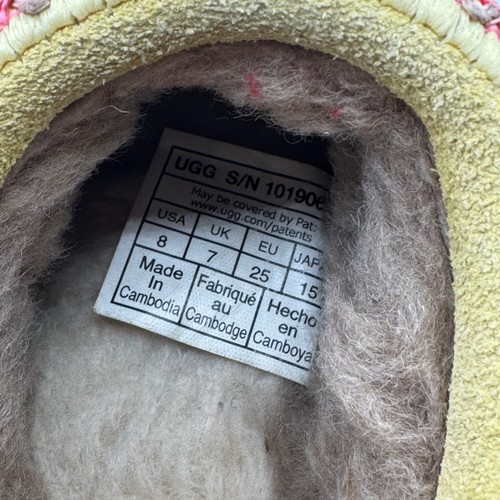 UGG S/N 101906
May be covered by Pat:
www.ugg.com/patents
USA UK EU JAP
8 7 25 15
Made in Cambodia
Fabriqué au Cambodge
Hecho en Camboya